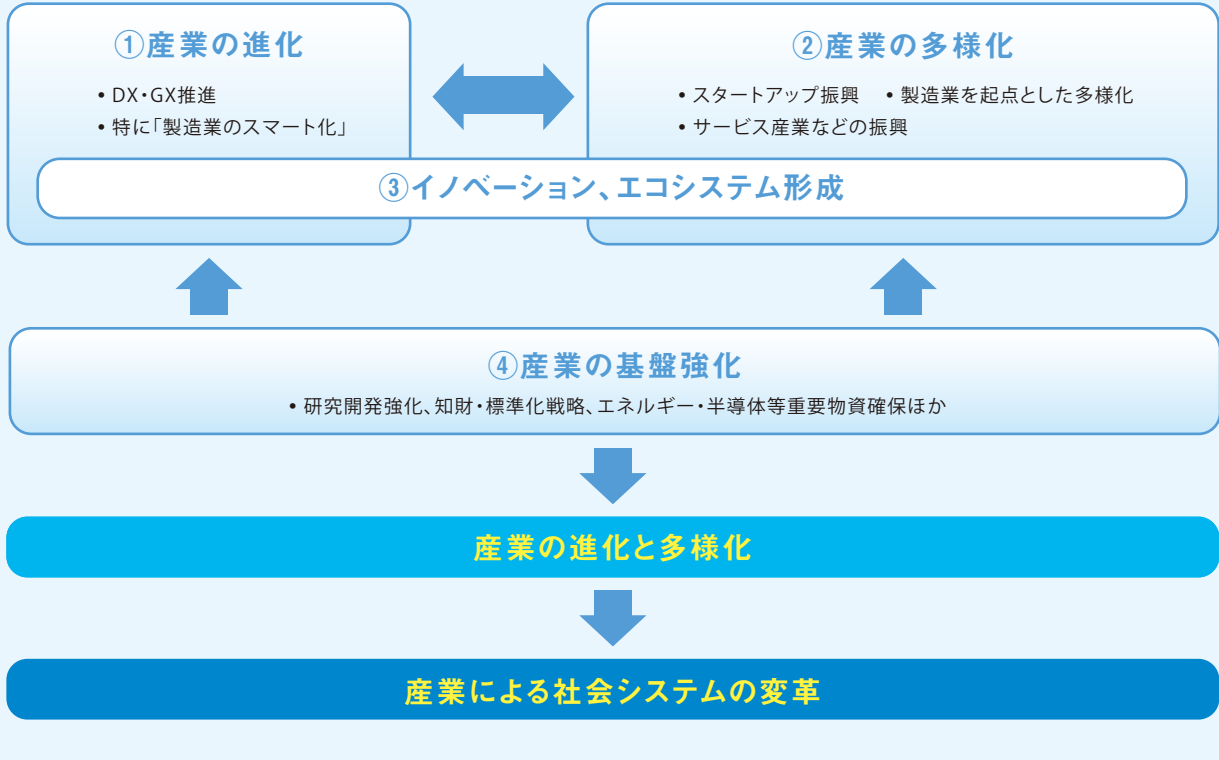 ①産業の進化
• DX・GX推進
• 特に「製造業のスマート化」
②産業の多様化
• スタートアップ振興 • 製造業を起点とした多様化
• サービス産業などの振興
③イノベーション、エコシステム形成
④産業の基盤強化
• 研究開発強化、知財・標準化戦略、エネルギー・半導体等重要物資確保ほか
産業の進化と多様化
産業による社会システムの変革